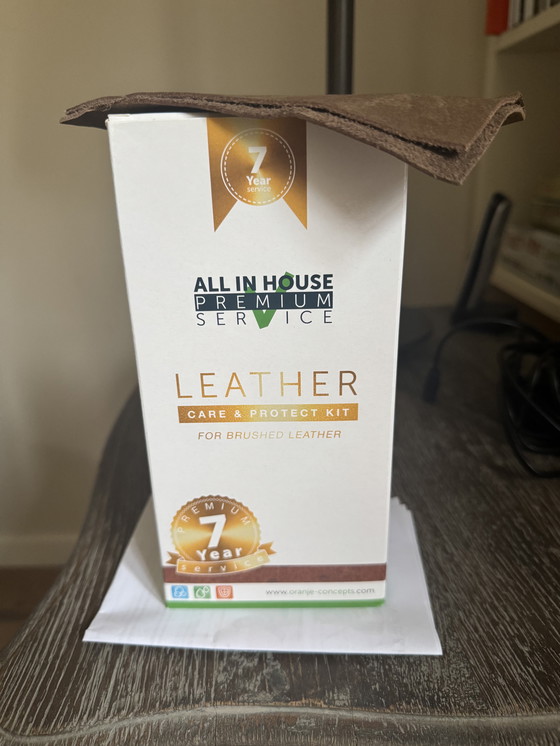 7
Year
service
ALL IN HOUSE
PREMIUM
SERVICE
LEATHER
CARE & PROTECT KIT
FOR BRUSHED LEATHER
PREMIUM
7
Year
service
www.oranje-concepts.com